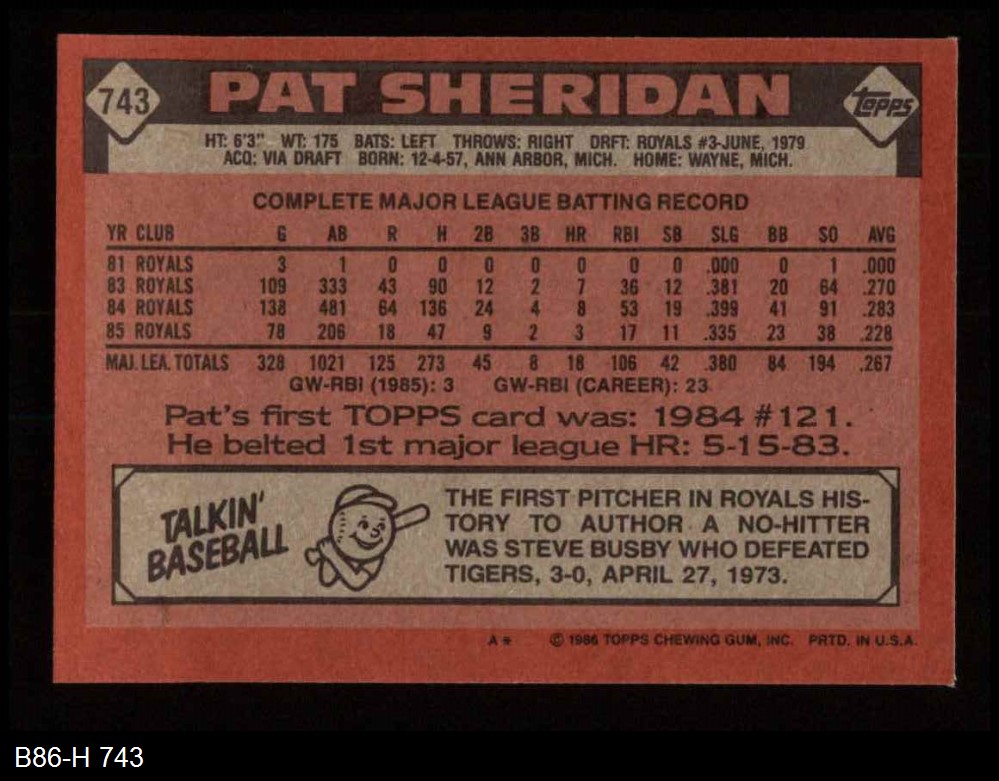 743
PAT SHERIDAN
Topps
HT: 6'3" WT: 175 BATS: LEFT THROWS: RIGHT DRFT: ROYALS #3-JUNE, 1979
ACQ: VIA DRAFT BORN: 12-4-57, ANN ARBOR, MICH. HOME: WAYNE, MICH.
COMPLETE MAJOR LEAGUE BATTING RECORD
YR CLUB G AB R H 2B 3B HR RBI SB SLG BB SO AVG
81 ROYALS 3 1 0 0 0 0 0 0 0 .000 0 1 .000
83 ROYALS 109 333 43 90 12 2 7 36 12 .381 20 64 .270
84 ROYALS 138 481 64 136 24 4 8 53 19 .399 41 91 .283
85 ROYALS 78 206 18 47 9 2 3 17 11 .335 23 38 .228
MAJ. LEA. TOTALS 328 1021 125 273 45 8 18 106 42 .380 84 194 .267
GW-RBI (1985): 3 GW-RBI (CAREER): 23
Pat's first TOPPS card was: 1984 #121.
He belted 1st major league HR: 5-15-83.
TALKIN'
BASEBALL
THE FIRST PITCHER IN ROYALS HIS-
TORY TO AUTHOR A NO-HITTER
WAS STEVE BUSBY WHO DEFEATED
TIGERS, 3-0, APRIL 27, 1973.
A* © 1986 TOPPS CHEWING GUM, INC. PRTD. IN U.S.A.
B86-H 743